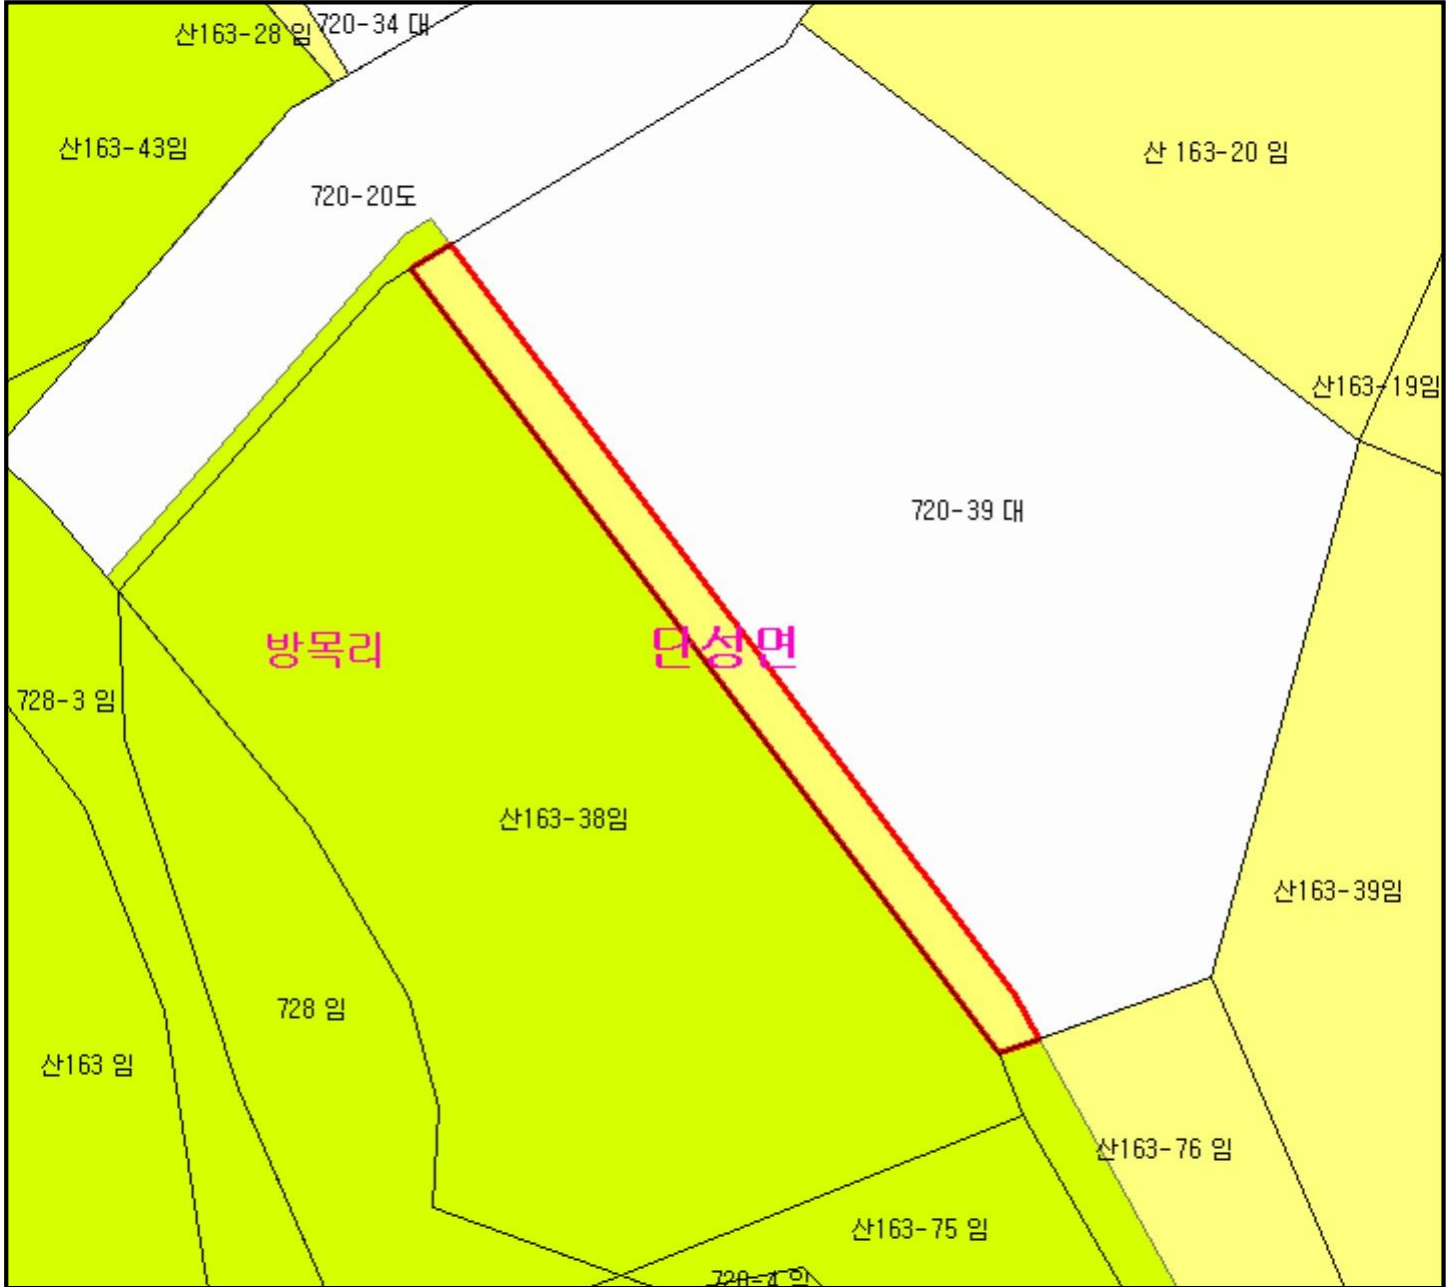 산163-28 임
720-34 대
산163-43임
산 163-20 임
720-20도
산163-19임
720-39 대
방목리
단성면
728-3 임
산163-38임
산163-39임
728 임
산163 임
산163-76 임
산163-75 임
728-4 임